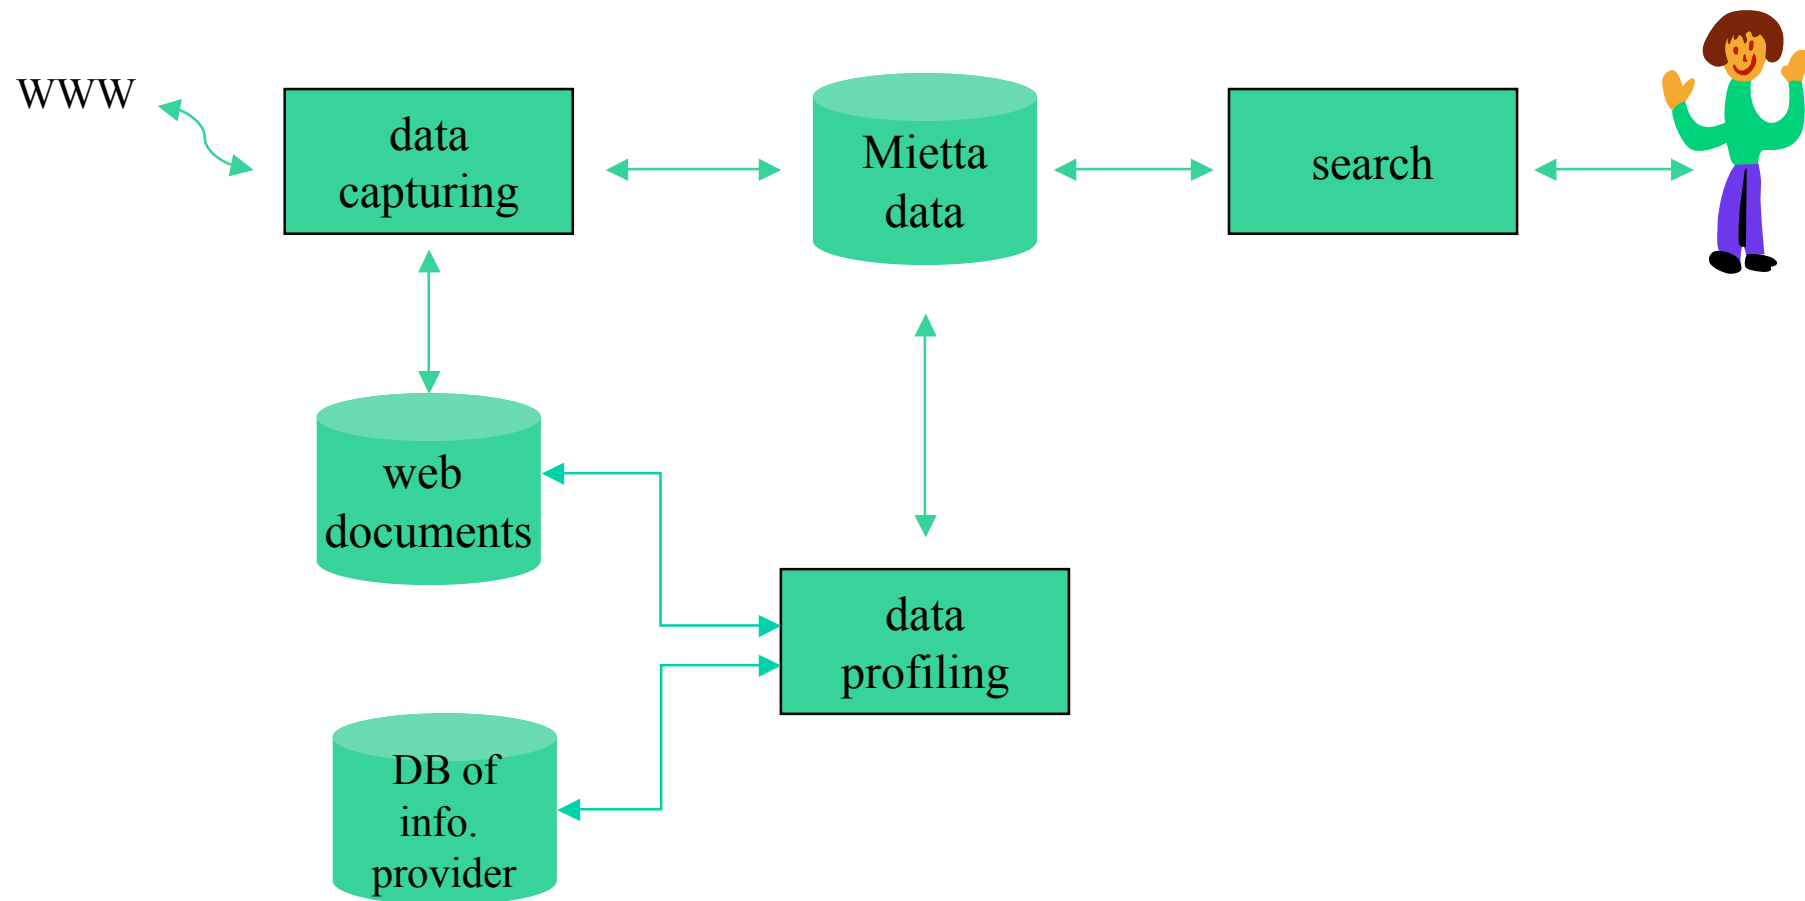 WWW
data
capturing
Mietta
data
search
web
documents
data
profiling
DB of
info.
provider